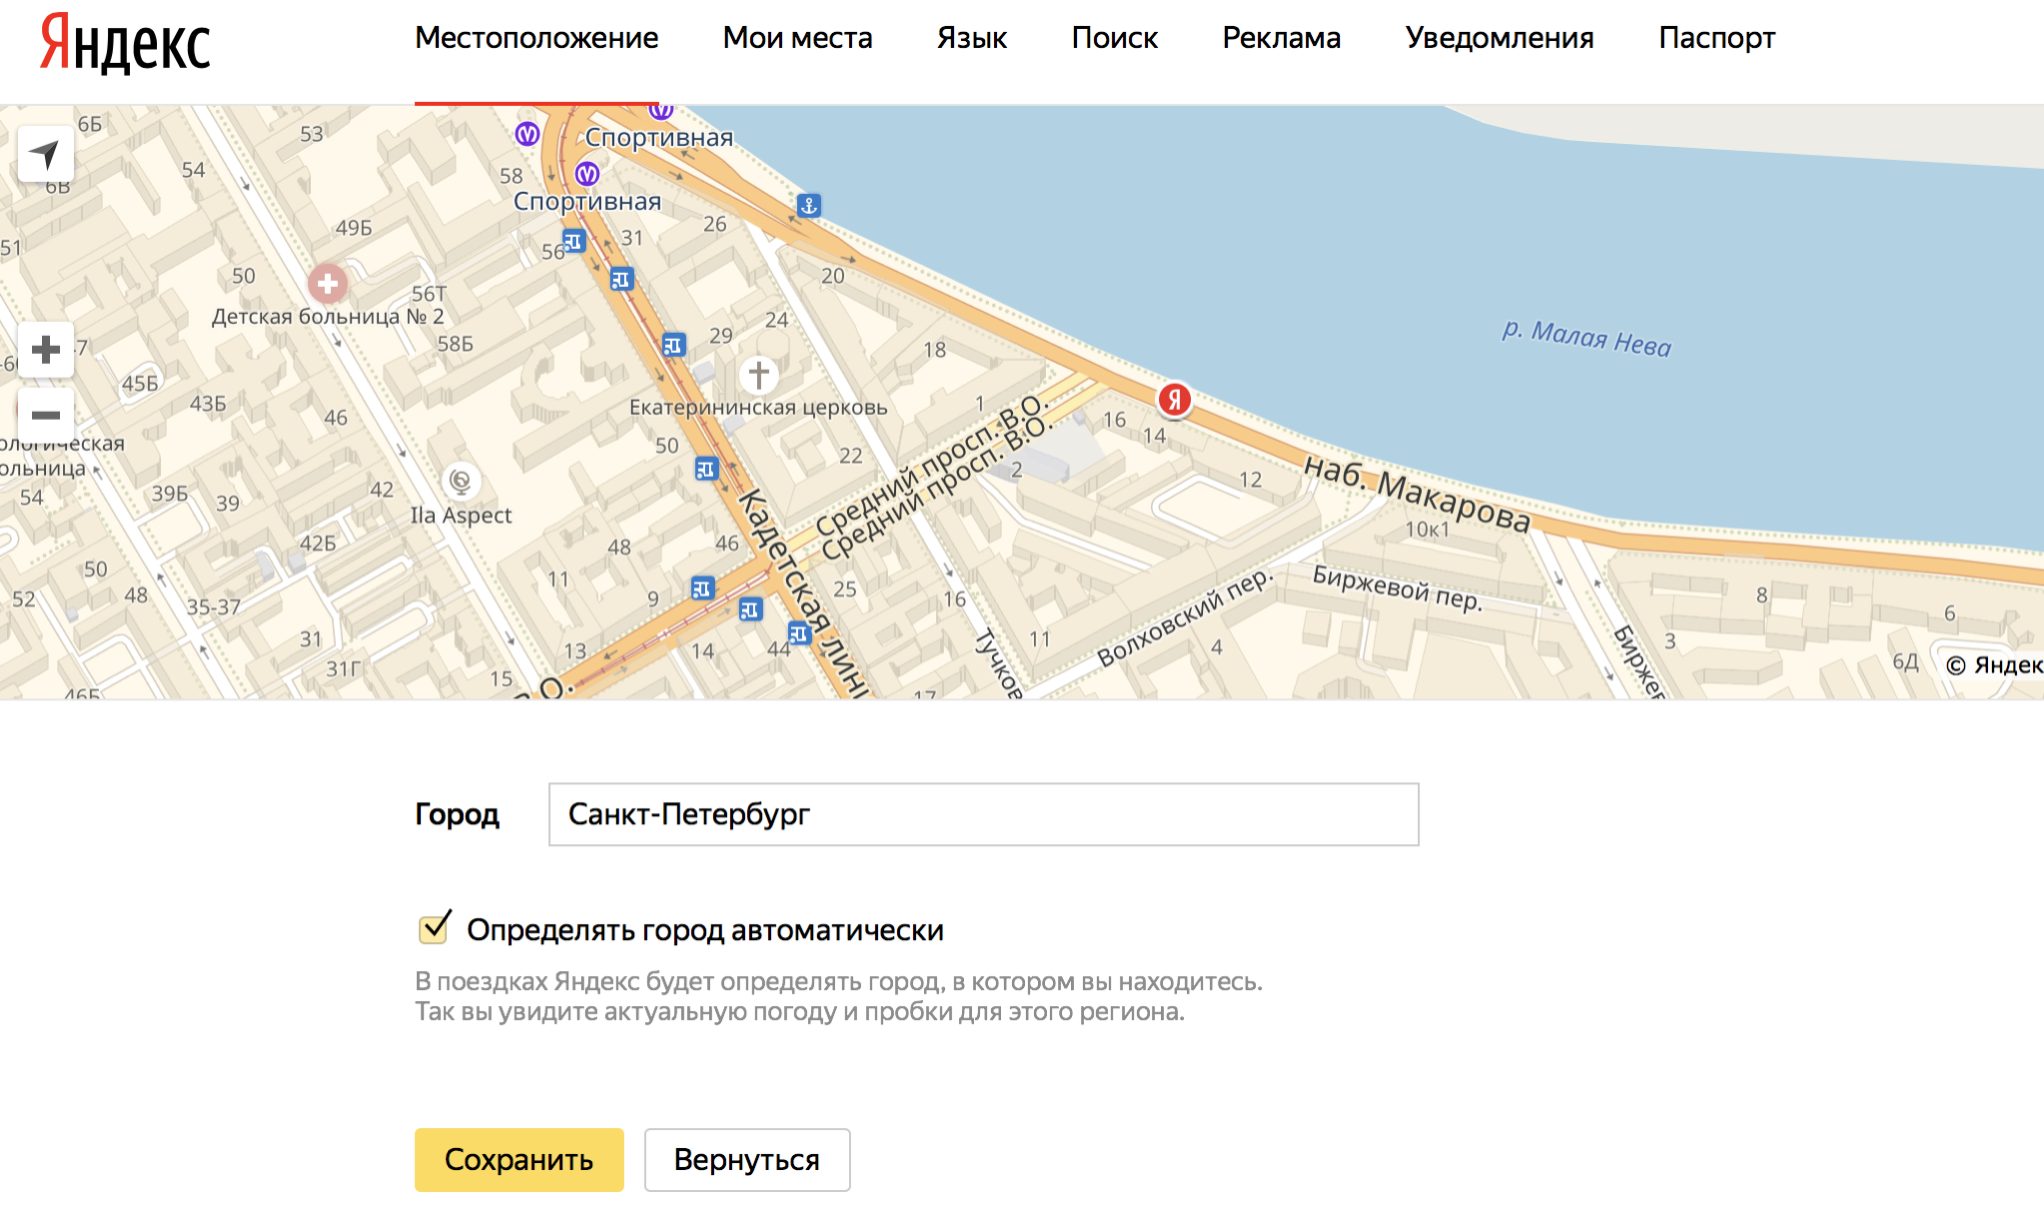 Яндекс
Местоположение
Мои места
Язык
Поиск
Реклама
Уведомления
Паспорт
6Б
53
Спортивная
54
58
6В
Спортивная
49Б
26
31
51
56
50
20
56Т
Детская больница № 2
24
29
58Б
18
р. Малая Нева
45Б
43Б
46
Екатерининская церковь
1
Я
16
14
50
22
Средний просп. В.О.
Средний просп. В.О.
2
12
наб. Макарова
ольница
54
39Б
39
42
Ila Aspect
10к1
42Б
48
46
Кадетская лин
11
9
25
16
Волховский пер.
Биржевой пер.
50
52
48
35-37
8
6
31
31Г
13
14
44
11
4
3
6Д
15
Тучков
Биржев
46Б
О.
17
© Яндек
Город
Санкт-Петербург
Определять город автоматически
В поездках Яндекс будет определять город, в котором вы находитесь.
Так вы увидите актуальную погоду и пробки для этого региона.
Сохранить
Вернуться